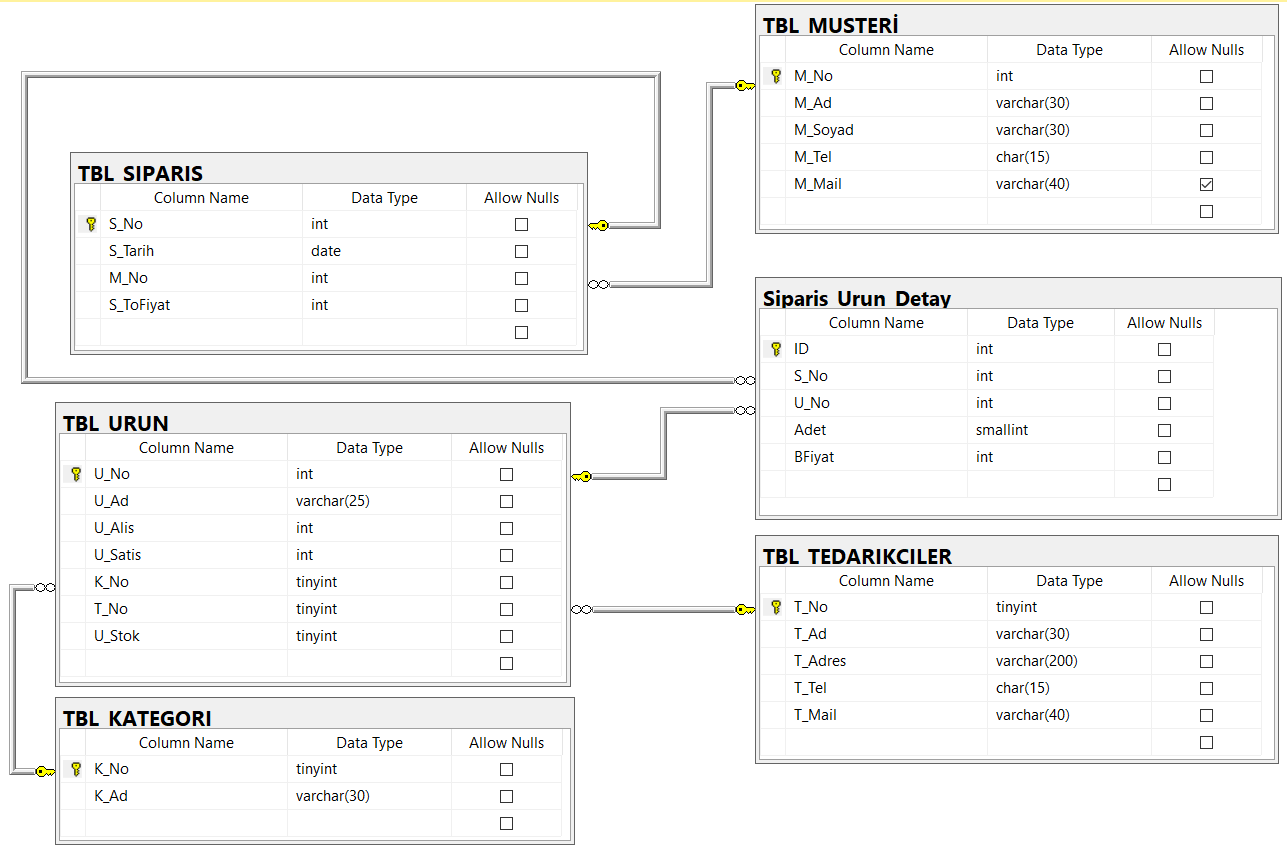 TBL_MUSTERİ
Column Name Data Type Allow Nulls
M_No int
M_Ad varchar(30)
M_Soyad varchar(30)
M_Tel char(15)
M_Mail varchar(40)
TBL_SIPARIS
Column Name Data Type Allow Nulls
S_No int
S_Tarih date
M_No int
S_ToFiyat int
Siparis_Urun_Detay
Column Name Data Type Allow Nulls
ID int
S_No int
U_No int
Adet smallint
BFiyat int
TBL_URUN
Column Name Data Type Allow Nulls
U_No int
U_Ad varchar(25)
U_Alis int
U_Satis int
K_No tinyint
T_No tinyint
U_Stok tinyint
TBL_TEDARIKCILER
Column Name Data Type Allow Nulls
T_No tinyint
T_Ad varchar(30)
T_Adres varchar(200)
T_Tel char(15)
T_Mail varchar(40)
TBL_KATEGORI
Column Name Data Type Allow Nulls
K_No tinyint
K_Ad varchar(30)